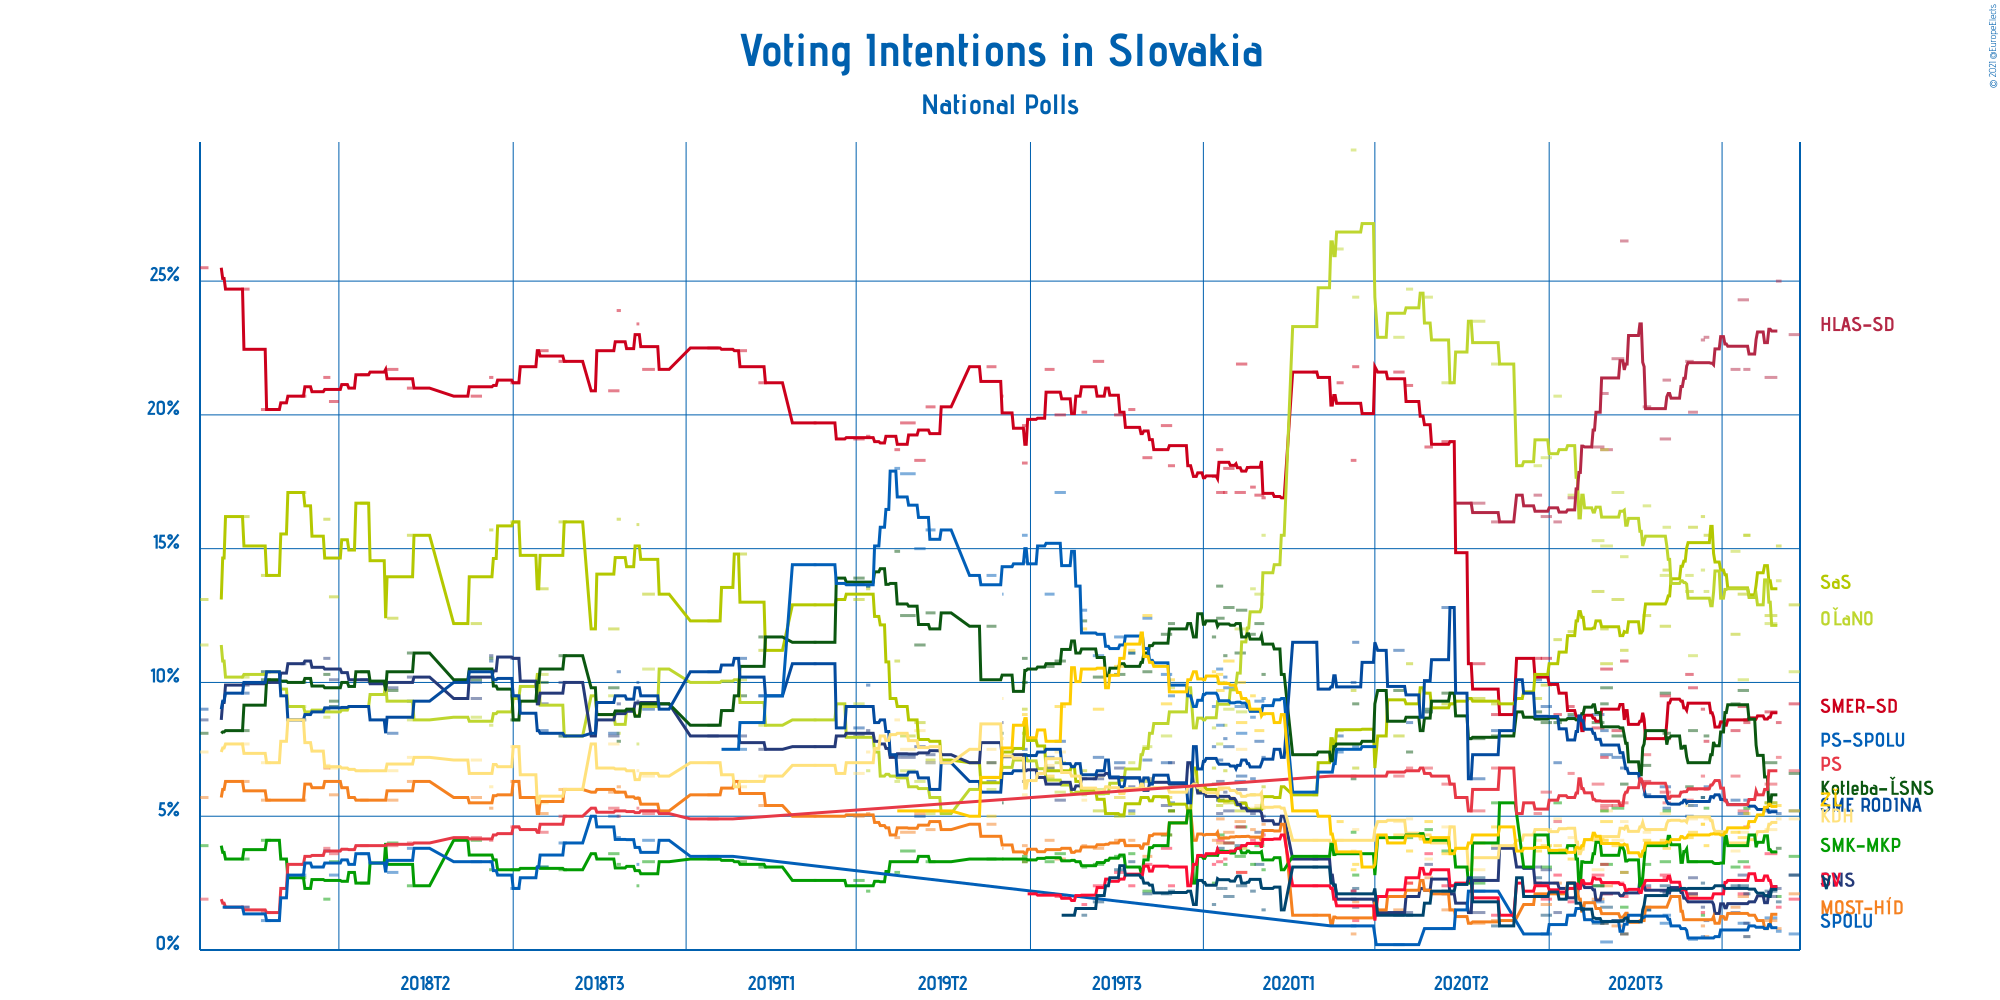 Voting Intentions in Slovakia
National Polls
© 2021 @EuropeElects
25%
20%
15%
10%
5%
0%
HLAS-SD
SaS
OĽaNO
SMER-SD
PS-SPOLU
PS
Kotleba-ĽSNS
SME RODINA
KDH
SMK-MKP
SNS
MOST-HÍD
SPOLU
2018T2
2018T3
2019T1
2019T2
2019T3
2020T1
2020T2
2020T3